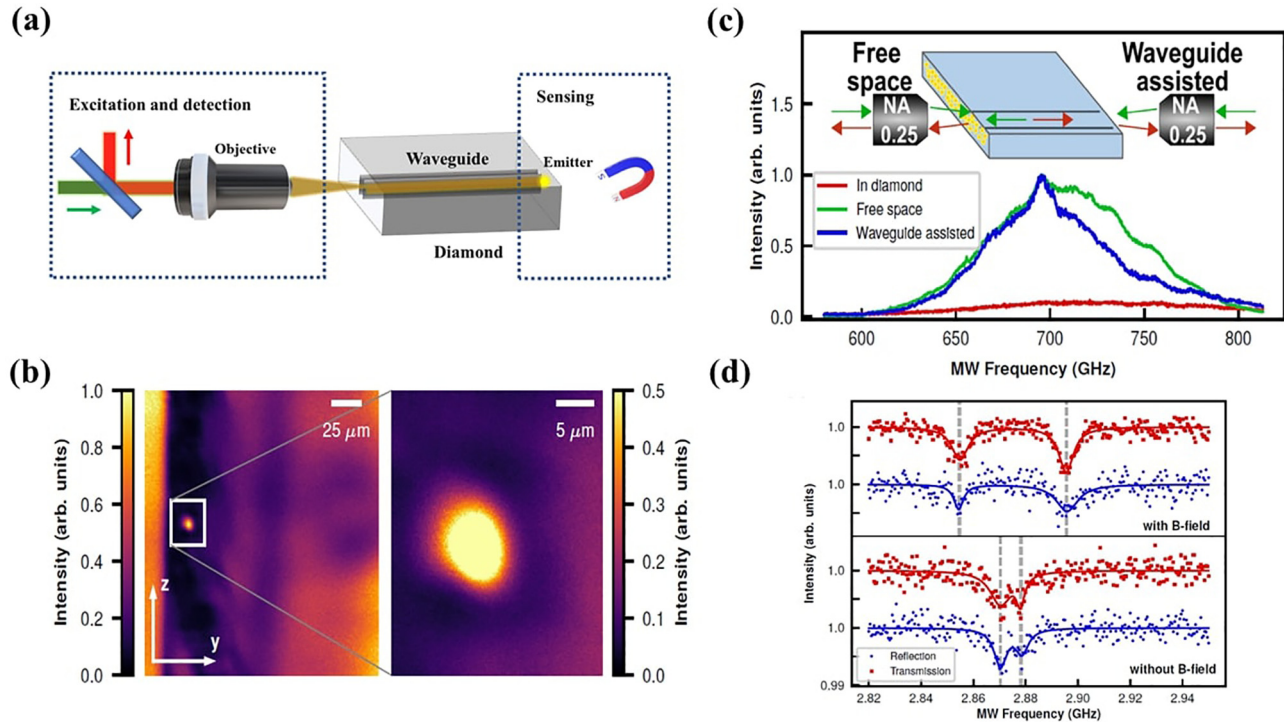 (a)
Excitation and detection
Objective
Waveguide
Diamond
Sensing
Emitter
S
N
(b)
Intensity (arb. units)
1.0
0.8
0.6
0.4
0.2
0.0
25 μm
z
y
5 μm
0.5
0.4
0.3
0.2
0.1
0.0
Intensity (arb. units)
(c)
Intensity (arb. units)
1.5
1.0
0.5
0.0
Free
space
NA
0.25
Waveguide
assisted
NA
0.25
In diamond
Free space
Waveguide assisted
600 650 700 750 800
MW Frequency (GHz)
(d)
Intensity (arb. units)
1.0
1.0
with B-field
1.0
1.0
0.99
Reflection
Transmission
without B-field
2.82 2.84 2.86 2.88 2.90 2.92 2.94
MW Frequency (GHz)